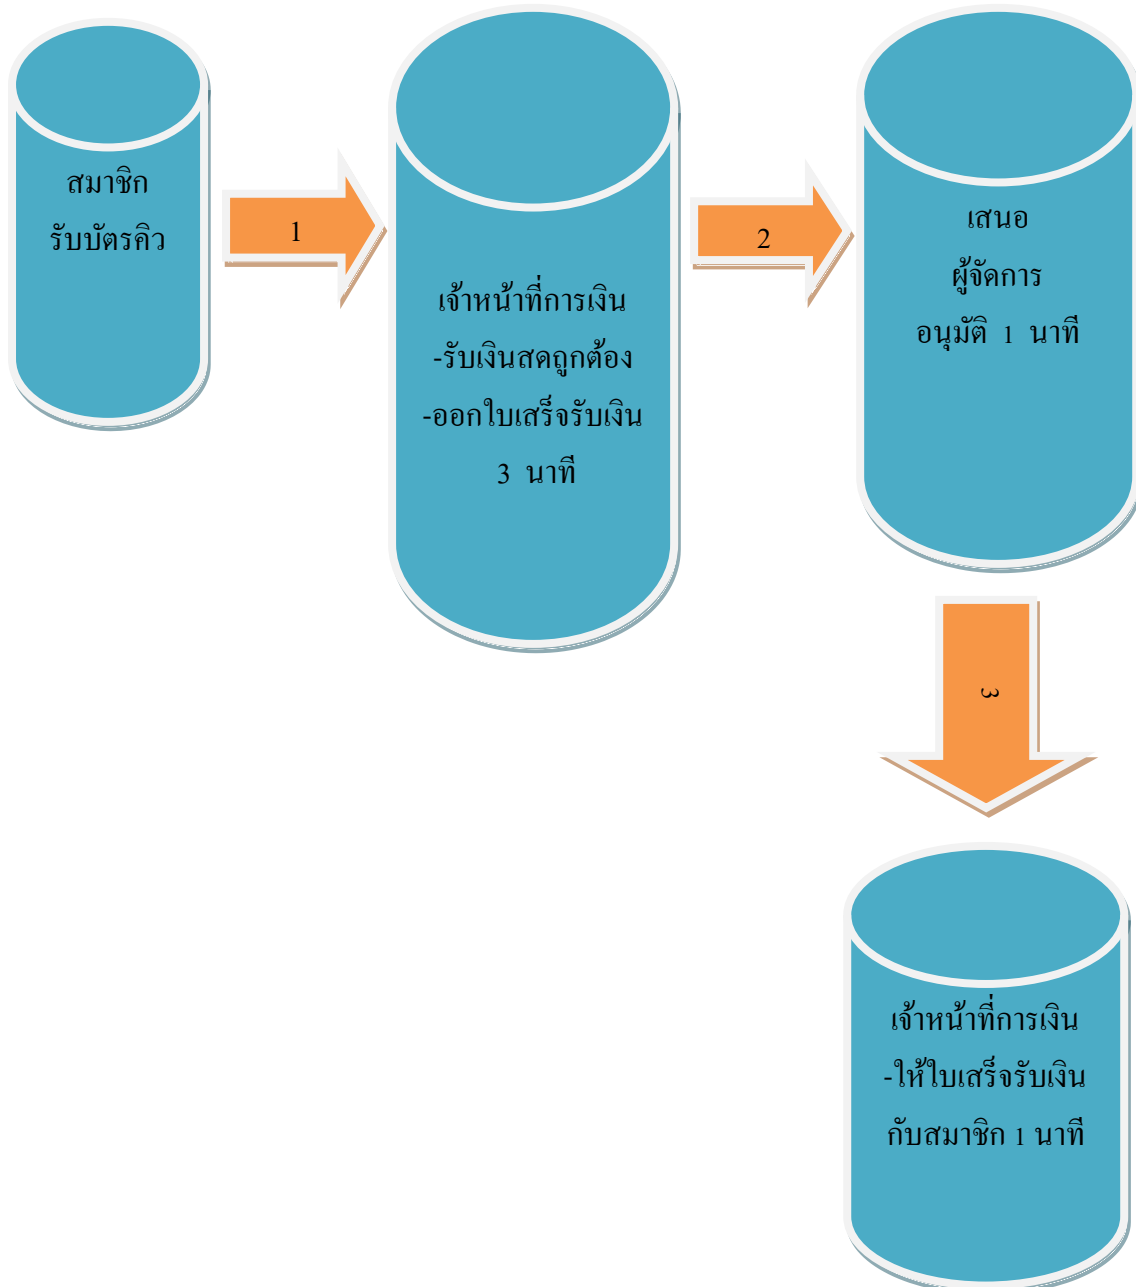 สมาชิก
รับบัตรคิว
1
เจ้าหน้าที่การเงิน
-รับเงินสดถูกต้อง
-ออกใบเสร็จรับเงิน
3 นาที
2
เสนอ
ผู้จัดการ
อนุมัติ 1 นาที
3
เจ้าหน้าที่การเงิน
-ให้ใบเสร็จรับเงิน
กับสมาชิก 1 นาที